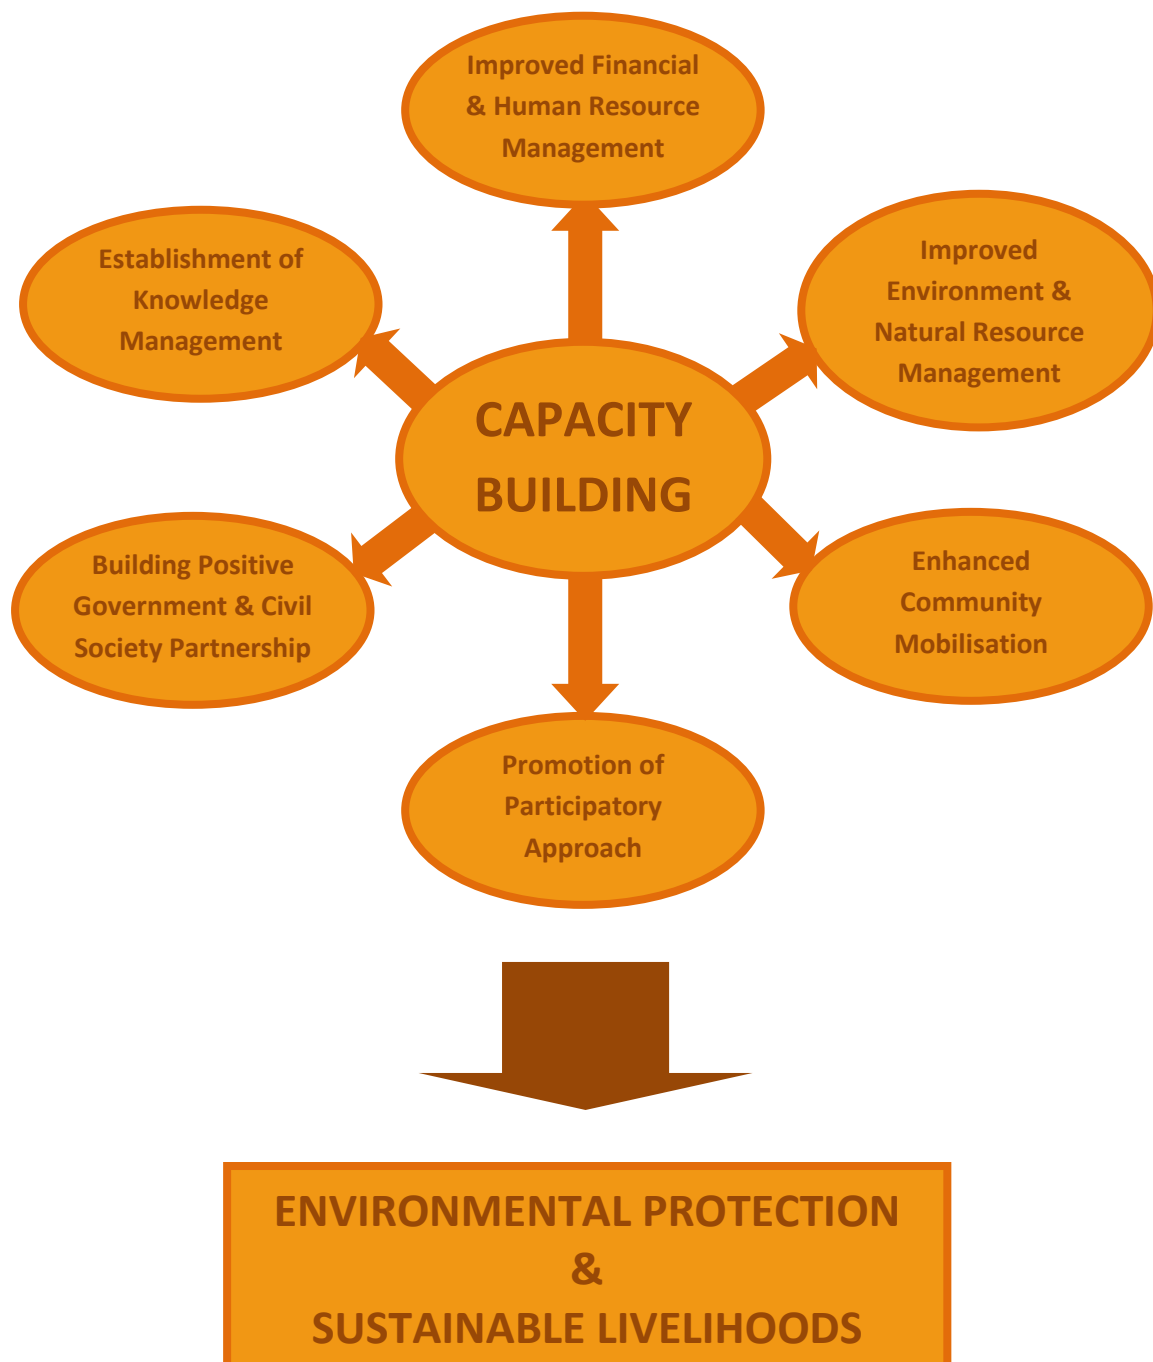 Improved Financial
& Human Resource
Management
Establishment of
Knowledge
Management
Improved
Environment &
Natural Resource
Management
CAPACITY
BUILDING
Building Positive
Government & Civil
Society Partnership
Enhanced
Community
Mobilisation
Promotion of
Participatory
Approach
ENVIRONMENTAL PROTECTION
&
SUSTAINABLE LIVELIHOODS